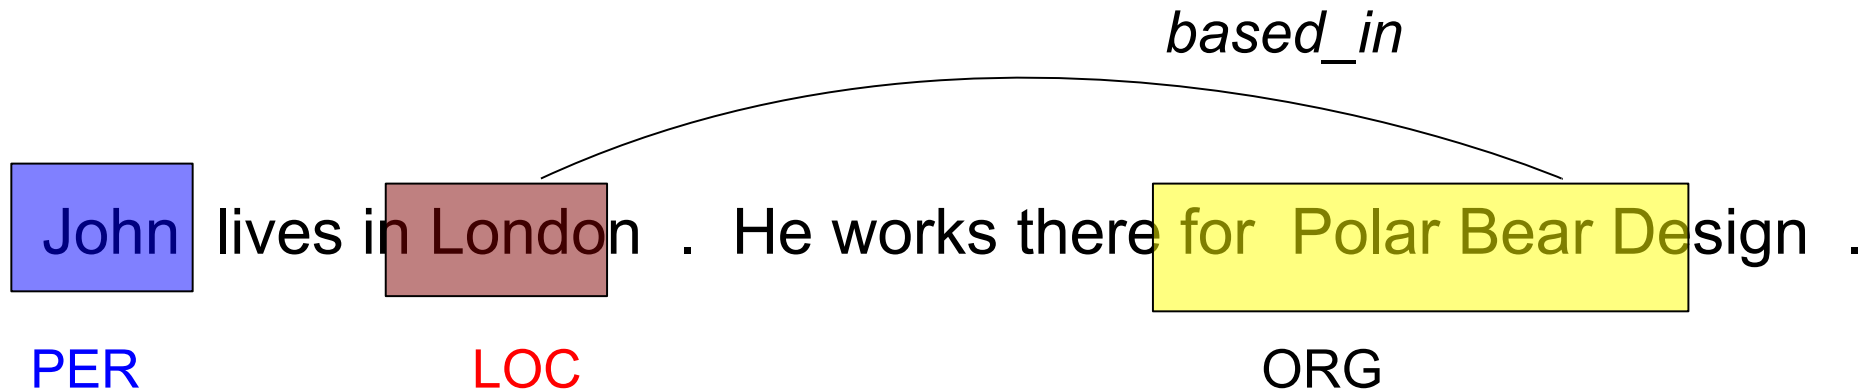 based_in
John lives in London . He works there for Polar Bear Design .
PER LOC ORG